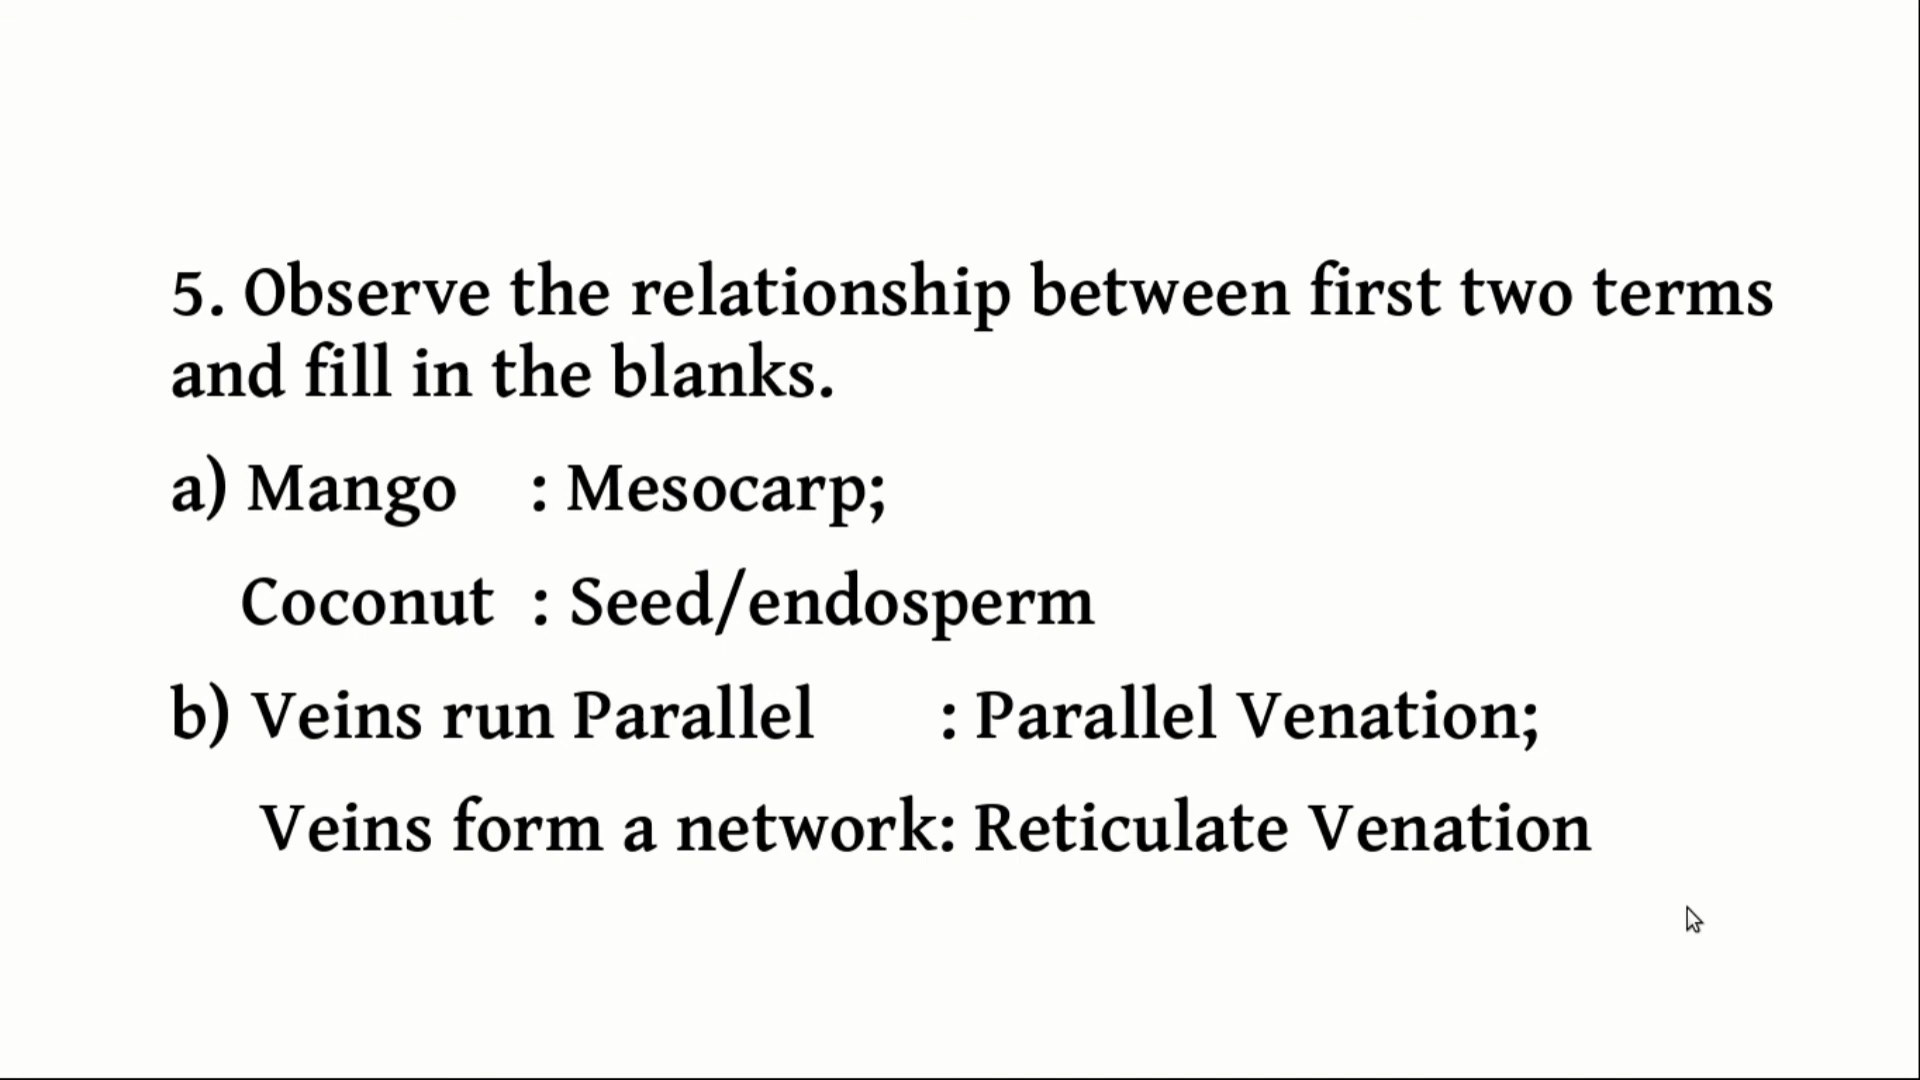 5. Observe the relationship between first two terms
and fill in the blanks.
a) Mango : Mesocarp;
Coconut : Seed/endosperm
b) Veins run Parallel : Parallel Venation;
Veins form a network: Reticulate Venation